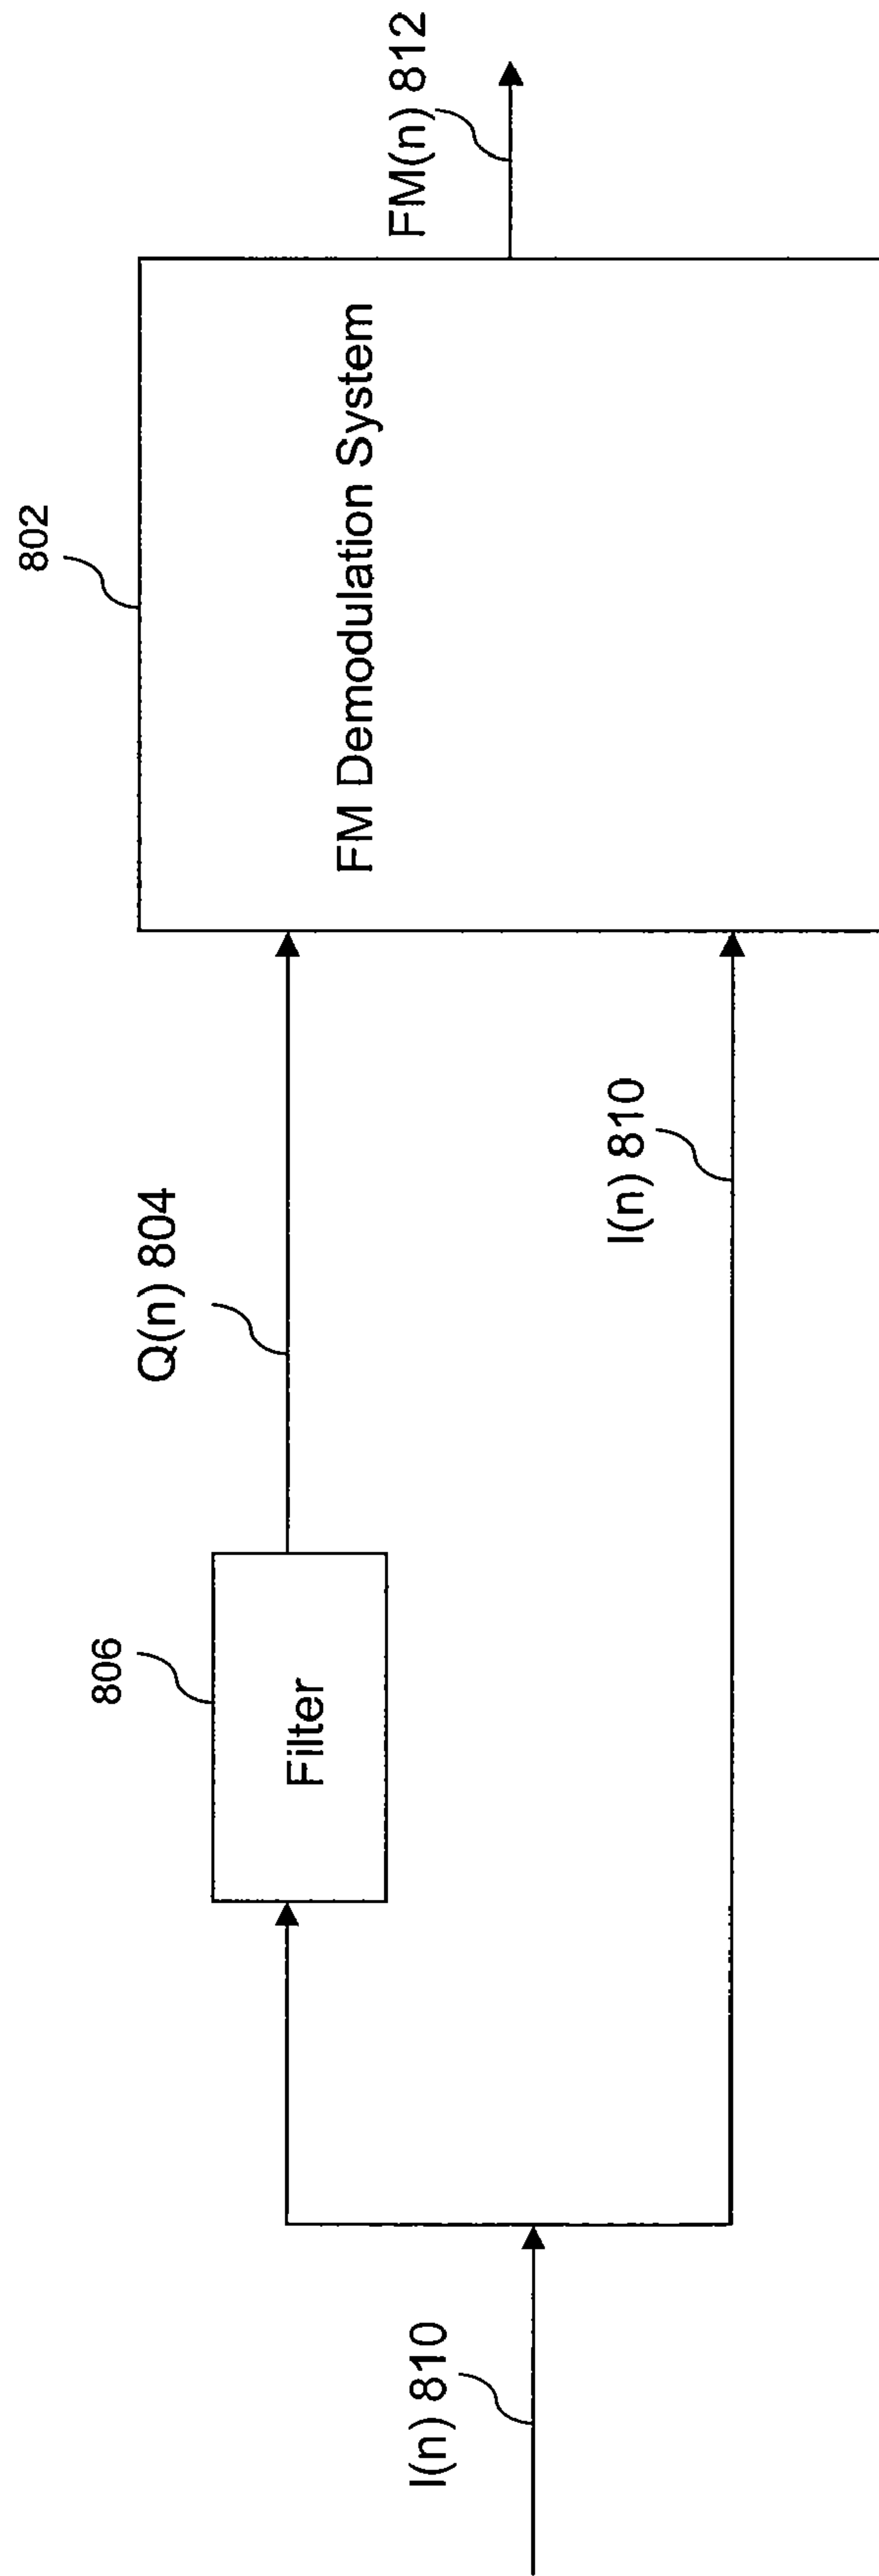 802
FM(n) 812
FM Demodulation System
Q(n) 804
I(n) 810
806
Filter
I(n) 810